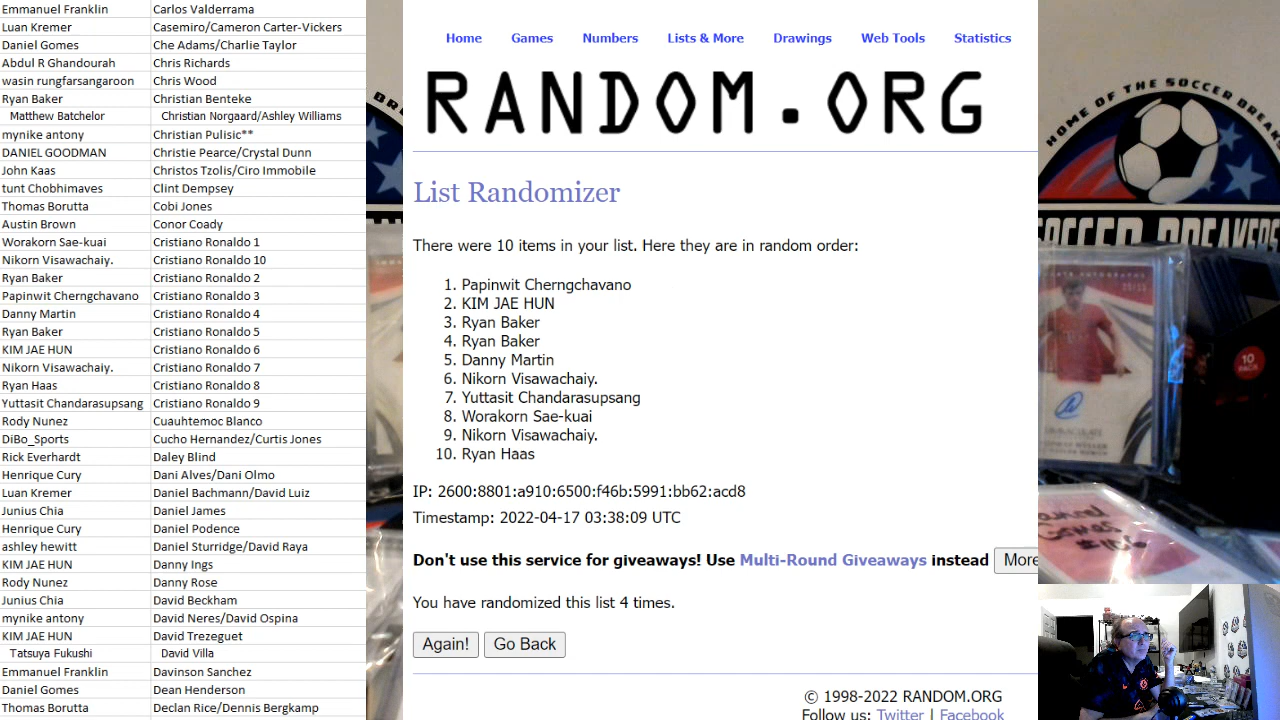 Emmanuel Franklin Carlos Valderrama
Luan Kremer Casemiro/Cameron Carter-Vickers
Daniel Gomes Che Adams/Charlie Taylor
Abdul R Ghandourah Chris Richards
wasin rungfarsangaroon Chris Wood
Ryan Baker Christian Benteke
Matthew Batchelor Christian Norgaard/Ashley Williams
mynike antony Christian Pulisic**
DANIEL GOODMAN Christie Pearce/Crystal Dunn
John Kaas Christos Tzolis/Ciro Immobile
tunt Chobhimaves Clint Dempsey
Thomas Borutta Cobi Jones
Austin Brown Conor Coady
Worakorn Sae-kuai Cristiano Ronaldo 1
Nikorn Visawachaiy. Cristiano Ronaldo 10
Ryan Baker Cristiano Ronaldo 2
Papinwit Cherngchavano Cristiano Ronaldo 3
Danny Martin Cristiano Ronaldo 4
Ryan Baker Cristiano Ronaldo 5
KIM JAE HUN Cristiano Ronaldo 6
Nikorn Visawachaiy. Cristiano Ronaldo 7
Ryan Haas Cristiano Ronaldo 8
Yuttasit Chandarasupsang Cristiano Ronaldo 9
Rody Nunez Cuauhtemoc Blanco
DiBo_Sports Cucho Hernandez/Curtis Jones
Rick Everhardt Daley Blind
Henrique Cury Dani Alves/Dani Olmo
Luan Kremer Daniel Bachmann/David Luiz
Junius Chia Daniel James
Henrique Cury Daniel Podence
ashley hewitt Daniel Sturridge/David Raya
KIM JAE HUN Danny Ings
Rody Nunez Danny Rose
Junius Chia David Beckham
mynike antony David Neres/David Ospina
KIM JAE HUN David Trezeguet
Tatsuya Fukushi David Villa
Emmanuel Franklin Davinson Sanchez
Daniel Gomes Dean Henderson
Thomas Borutta Declan Rice/Dennis Bergkamp
Home Games Numbers Lists & More Drawings Web Tools Statistics
RANDOM.ORG
List Randomizer
There were 10 items in your list. Here they are in random order:
1. Papinwit Cherngchavano
2. KIM JAE HUN
3. Ryan Baker
4. Ryan Baker
5. Danny Martin
6. Nikorn Visawachaiy.
7. Yuttasit Chandarasupsang
8. Worakorn Sae-kuai
9. Nikorn Visawachaiy.
10. Ryan Haas
IP: 2600:8801:a910:6500:f46b:5991:bb62:acd8
Timestamp: 2022-04-17 03:38:09 UTC
Don't use this service for giveaways! Use Multi-Round Giveaways instead More
You have randomized this list 4 times.
Again! Go Back
© 1998-2022 RANDOM.ORG
Follow us: Twitter | Facebook
HOME OF THE SOCCER BREAKS
SOCCER BREAKERS
10
PACK
IMMACULATE